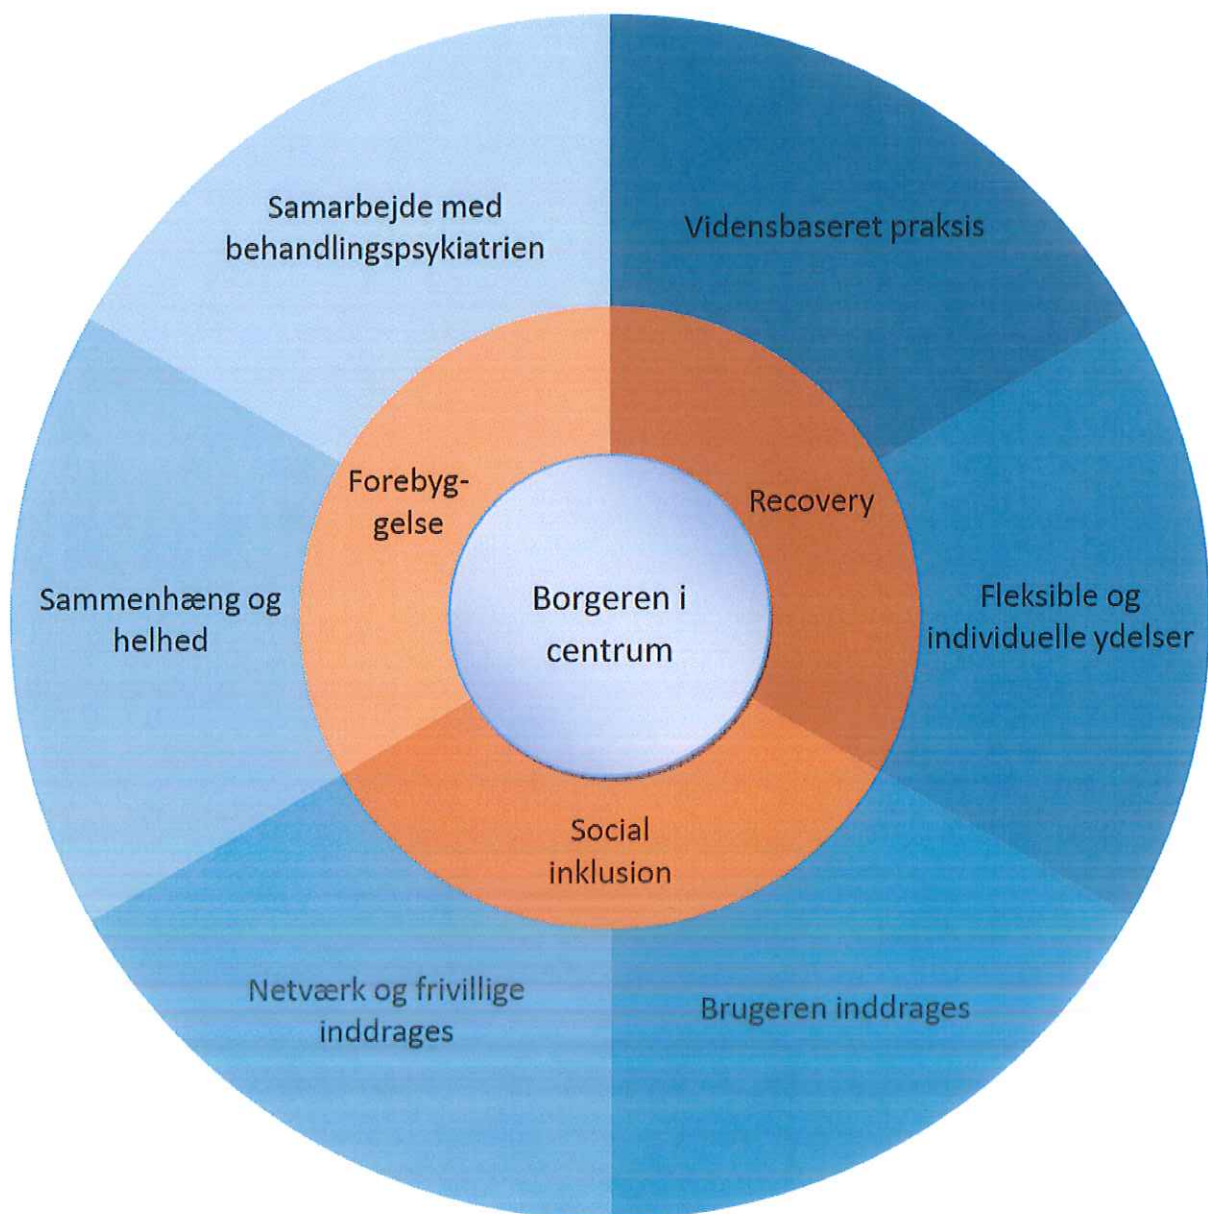 Samarbejde med
behandlingspsykiatrien
Vidensbaseret praksis
Forebyg-
gelse
Recovery
Sammenhæng og
helhed
Borgeren i
centrum
Fleksible og
individuelle ydelser
Social
inklusion
Netværk og frivillige
inddrages
Brugeren inddrages